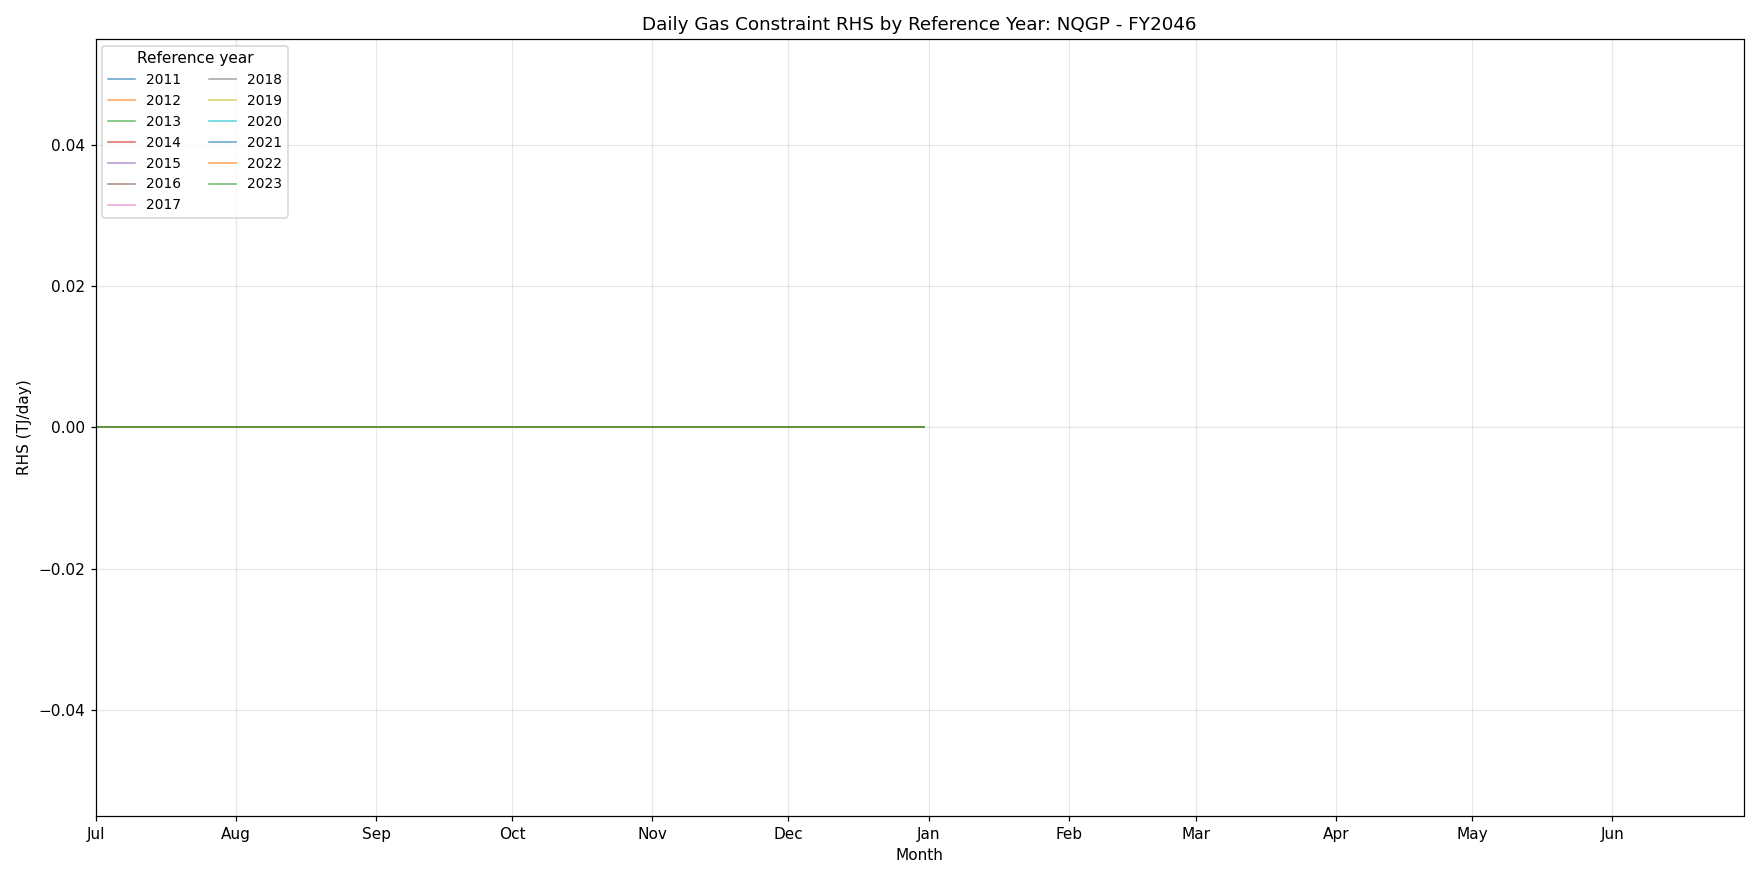 Daily Gas Constraint RHS by Reference Year: NQGP - FY2046
Reference year
2011 2018
2012 2019
2013 2020
2014 2021
2015 2022
2016 2023
2017
0.04
0.02
0.00
−0.02
−0.04
RHS (TJ/day)
Jul Aug Sep Oct Nov Dec Jan Feb Mar Apr May Jun
Month